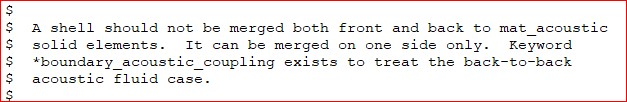 $
$  A shell should not be merged both front and back to mat_acoustic
$  solid elements.  It can be merged on one side only.  Keyword
$  *boundary_acoustic_coupling exists to treat the back-to-back
$  acoustic fluid case.
$